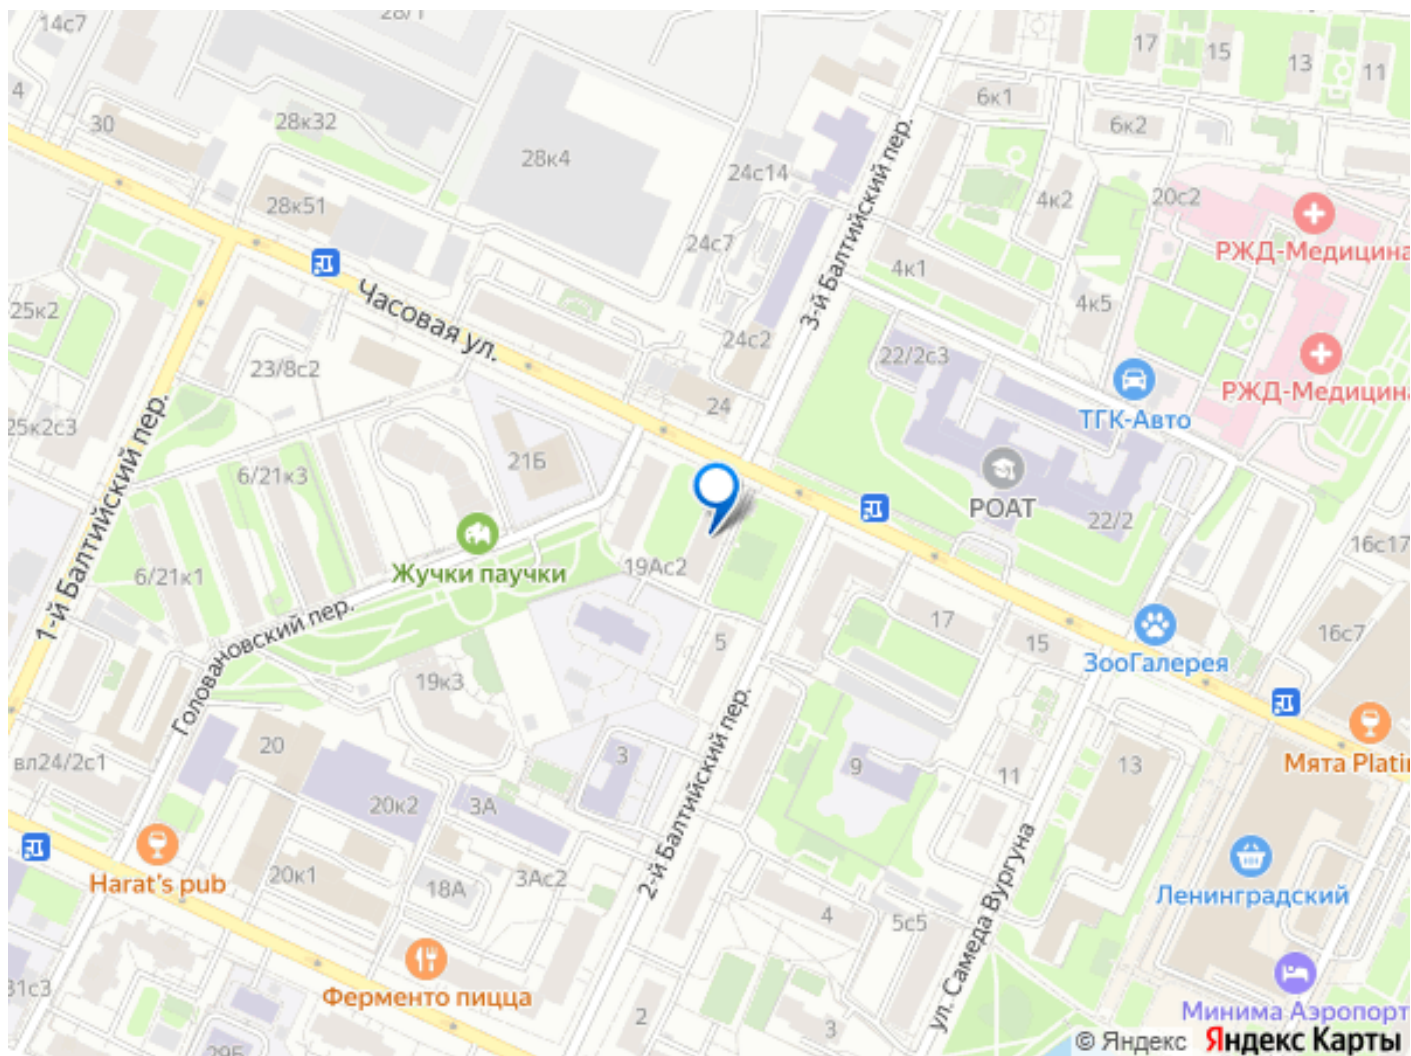 14с7
28/1
17
15
13
11
4
30
28к32
28к4
6к1
6к2
24с14
28к51
24с7
4к2
20с2
РЖД-Медицина
4к1
25к2
Часовая ул.
3-й Балтийский пер.
4к5
24с2
22/2с3
23/8с2
РЖД-Медицин
ТГК-Авто
24
25к2с3
1-й Балтийский пер.
21Б
6/21к3
РОАТ
22/2
16с17
Жучки паучки
19Ас2
6/21к1
Головановский пер.
17
15
16с7
5
ЗооГалерея
19к3
2-й Балтийский пер.
20
вл24/2с1
3
9
11
13
Мята Platin
20к2
3А
Harat's pub
20к1
18А
3Ас2
Ленинградский
4
5с5
ул. Самеда Вургуна
31с3
Ферменто пицца
2
3
Минима Аэропорт
29Б
© Яндекс Яндекс Карты